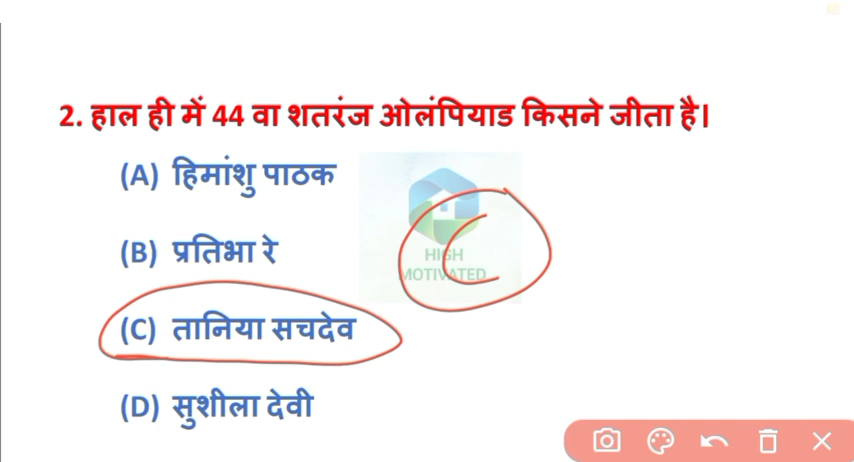 2. हाल ही में 44 वा शतरंज ओलंपियाड किसने जीता है।
(A) हिमांशु पाठक
(B) प्रतिभा रे
C
HIGH
MOTIVATED
(C) तानिया सचदेव
(D) सुशीला देवी